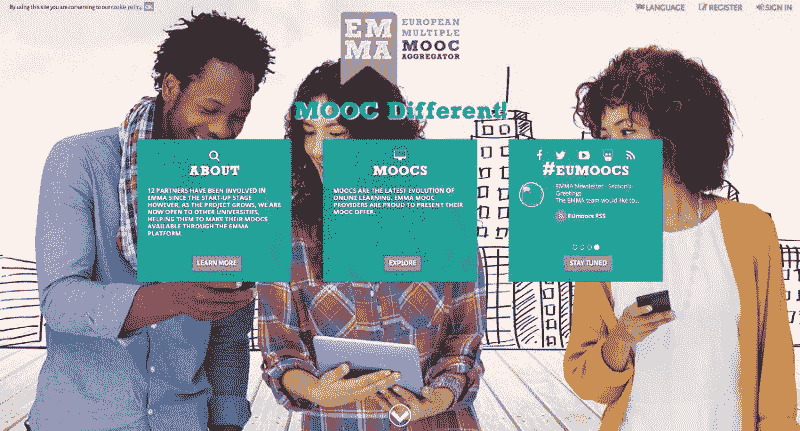 By using this site you are consenting to our cookie policy. OK
LANGUAGE
REGISTER
SIGN IN
EM
MA
EUROPEAN
MULTIPLE
MOOC
AGGREGATOR
MOOC Different!
ABOUT
12 PARTNERS HAVE BEEN INVOLVED IN
EMMA SINCE THE START-UP STAGE
HOWEVER, AS THE PROJECT GROWS, WE ARE
NOW OPEN TO OTHER UNIVERSITIES,
HELPING THEM TO MAKE THEIR MOOCS
AVAILABLE THROUGH THE EMMA
PLATFORM.
LEARN MORE
MOOCS
MOOCS ARE THE LATEST EVOLUTION OF
ONLINE LEARNING. EMMA MOOC
PROVIDERS ARE PROUD TO PRESENT THEIR
MOOC OFFER.
EXPLORE
#EUMOOCS
EMMA Newsletter - Season's
Greetings
The EMMA team would like to...
EUmoocs RSS
STAY TUNED